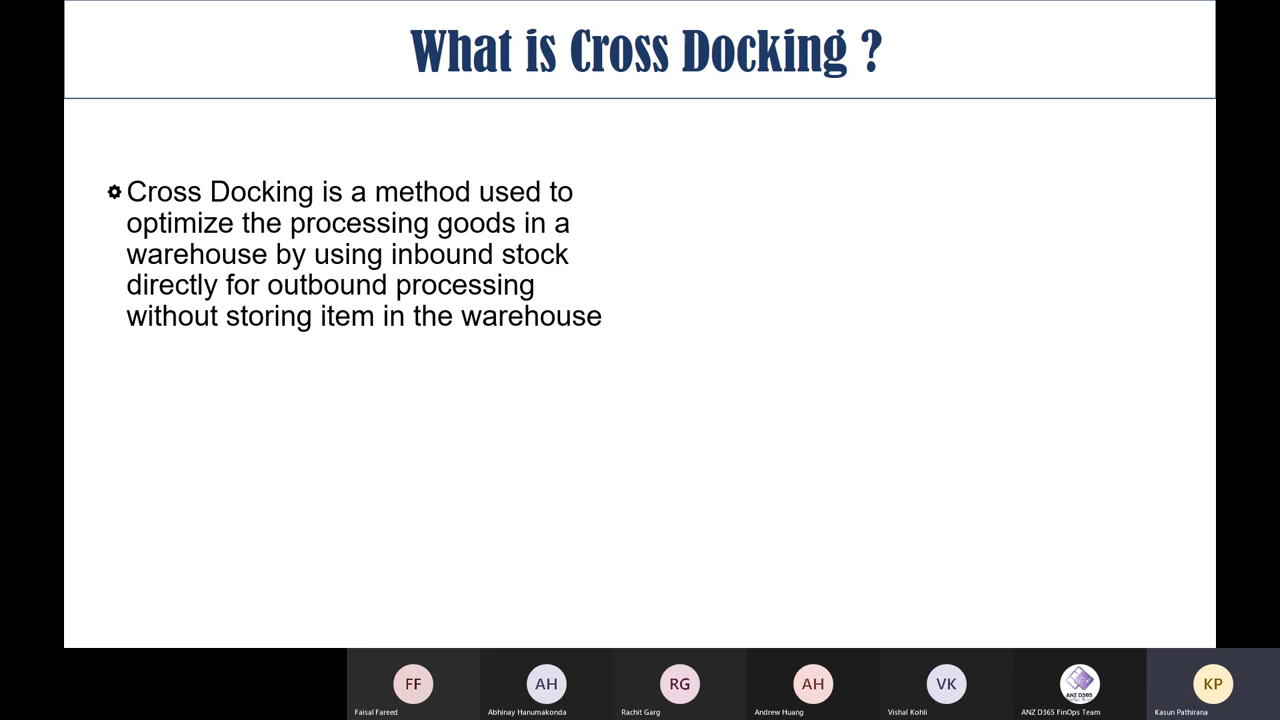 What is Cross Docking ?
Cross Docking is a method used to
optimize the processing goods in a
warehouse by using inbound stock
directly for outbound processing
without storing item in the warehouse
FF
AH
RG
AH
VK
ANZ D365
KP
Faisal Fareed
Abhinay Hanumakonda
Rachit Garg
Andrew Huang
Vishal Kohli
ANZ D365 FinOps Team
Kasun Pathirana